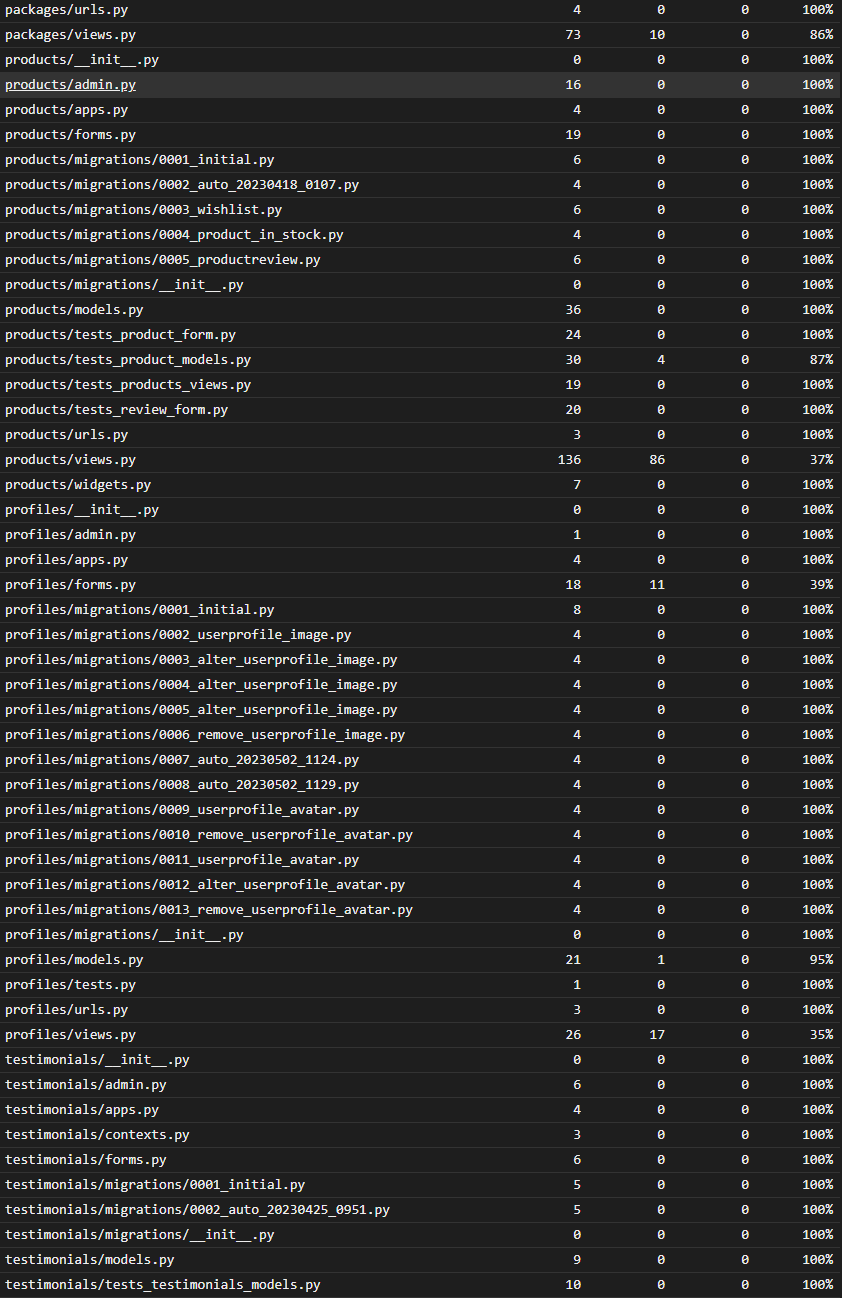 packages/urls.py 4 0 0 100%
packages/views.py 73 10 0 86%
products/__init__.py 0 0 0 100%
products/admin.py 16 0 0 100%
products/apps.py 4 0 0 100%
products/forms.py 19 0 0 100%
products/migrations/0001_initial.py 6 0 0 100%
products/migrations/0002_auto_20230418_0107.py 4 0 0 100%
products/migrations/0003_wishlist.py 6 0 0 100%
products/migrations/0004_product_in_stock.py 4 0 0 100%
products/migrations/0005_productreview.py 6 0 0 100%
products/migrations/__init__.py 0 0 0 100%
products/models.py 36 0 0 100%
products/tests_product_form.py 24 0 0 100%
products/tests_product_models.py 30 4 0 87%
products/tests_products_views.py 19 0 0 100%
products/tests_review_form.py 20 0 0 100%
products/urls.py 3 0 0 100%
products/views.py 136 86 0 37%
products/widgets.py 7 0 0 100%
profiles/__init__.py 0 0 0 100%
profiles/admin.py 1 0 0 100%
profiles/apps.py 4 0 0 100%
profiles/forms.py 18 11 0 39%
profiles/migrations/0001_initial.py 8 0 0 100%
profiles/migrations/0002_userprofile_image.py 4 0 0 100%
profiles/migrations/0003_alter_userprofile_image.py 4 0 0 100%
profiles/migrations/0004_alter_userprofile_image.py 4 0 0 100%
profiles/migrations/0005_alter_userprofile_image.py 4 0 0 100%
profiles/migrations/0006_remove_userprofile_image.py 4 0 0 100%
profiles/migrations/0007_auto_20230502_1124.py 4 0 0 100%
profiles/migrations/0008_auto_20230502_1129.py 4 0 0 100%
profiles/migrations/0009_userprofile_avatar.py 4 0 0 100%
profiles/migrations/0010_remove_userprofile_avatar.py 4 0 0 100%
profiles/migrations/0011_userprofile_avatar.py 4 0 0 100%
profiles/migrations/0012_alter_userprofile_avatar.py 4 0 0 100%
profiles/migrations/0013_remove_userprofile_avatar.py 4 0 0 100%
profiles/migrations/__init__.py 0 0 0 100%
profiles/models.py 21 1 0 95%
profiles/tests.py 1 0 0 100%
profiles/urls.py 3 0 0 100%
profiles/views.py 26 17 0 35%
testimonials/__init__.py 0 0 0 100%
testimonials/admin.py 6 0 0 100%
testimonials/apps.py 4 0 0 100%
testimonials/contexts.py 3 0 0 100%
testimonials/forms.py 6 0 0 100%
testimonials/migrations/0001_initial.py 5 0 0 100%
testimonials/migrations/0002_auto_20230425_0951.py 5 0 0 100%
testimonials/migrations/__init__.py 0 0 0 100%
testimonials/models.py 9 0 0 100%
testimonials/tests_testimonials_models.py 10 0 0 100%